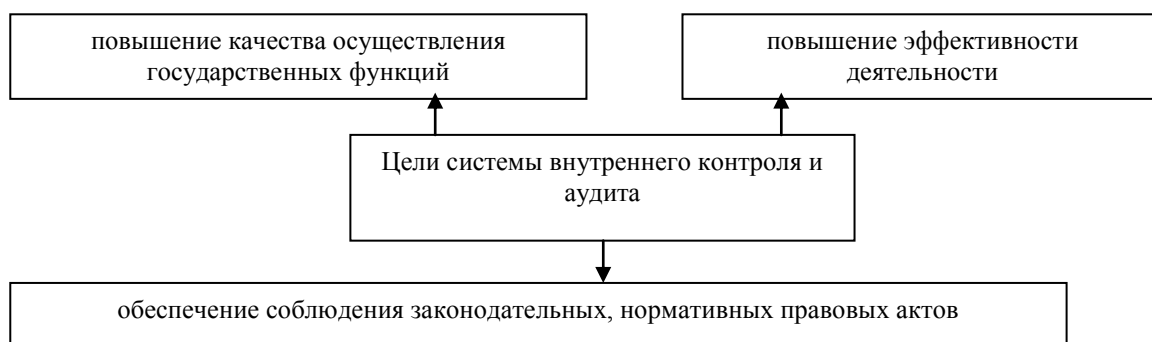 повышение качества осуществления
государственных функций
повышение эффективности
деятельности
Цели системы внутреннего контроля и
аудита
обеспечение соблюдения законодательных, нормативных правовых актов